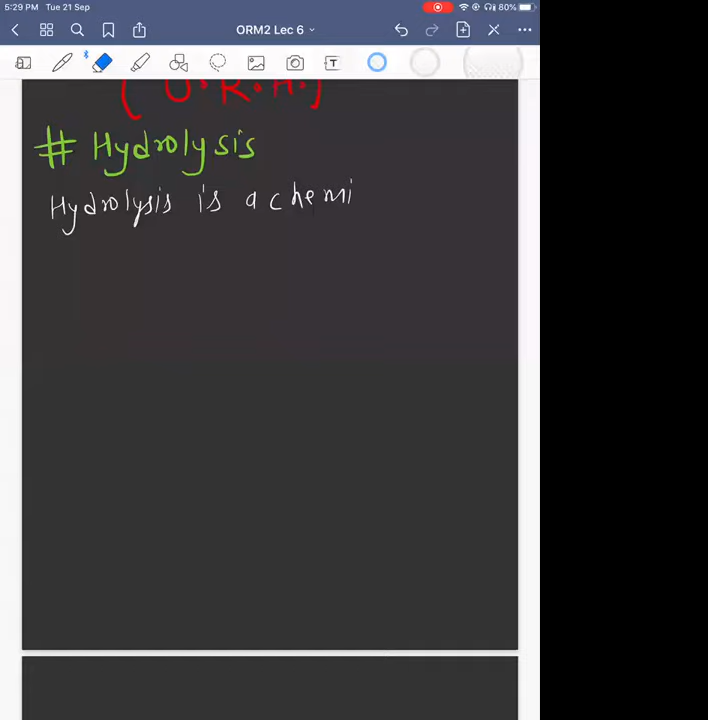 5:29 PM Tue 21 Sep 80%
ORM2 Lec 6
T
(U.R.H.)
# Hydrolysis
Hydrolysis is a chemi